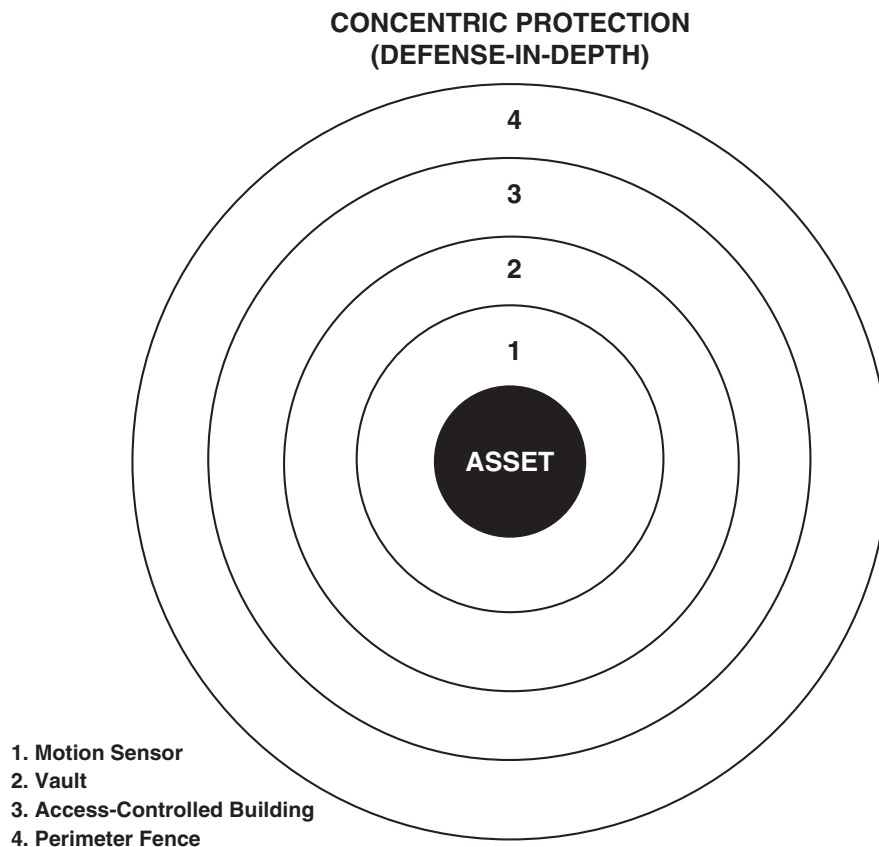 CONCENTRIC PROTECTION
(DEFENSE-IN-DEPTH)
4
3
2
1
ASSET
1. Motion Sensor
2. Vault
3. Access-Controlled Building
4. Perimeter Fence